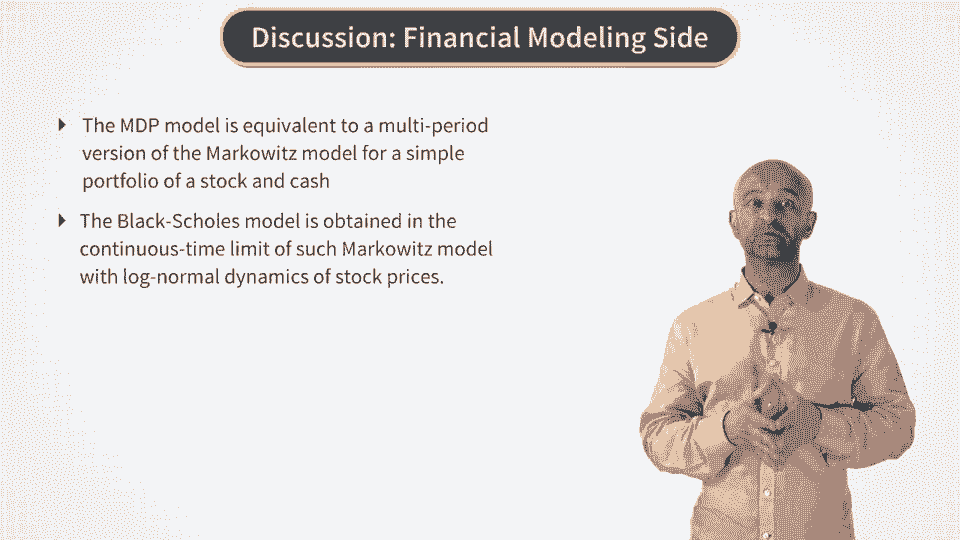 Discussion: Financial Modeling Side
The MDP model is equivalent to a multi-period
version of the Markowitz model for a simple
portfolio of a stock and cash
The Black-Scholes model is obtained in the
continuous-time limit of such Markowitz model
with log-normal dynamics of stock prices.